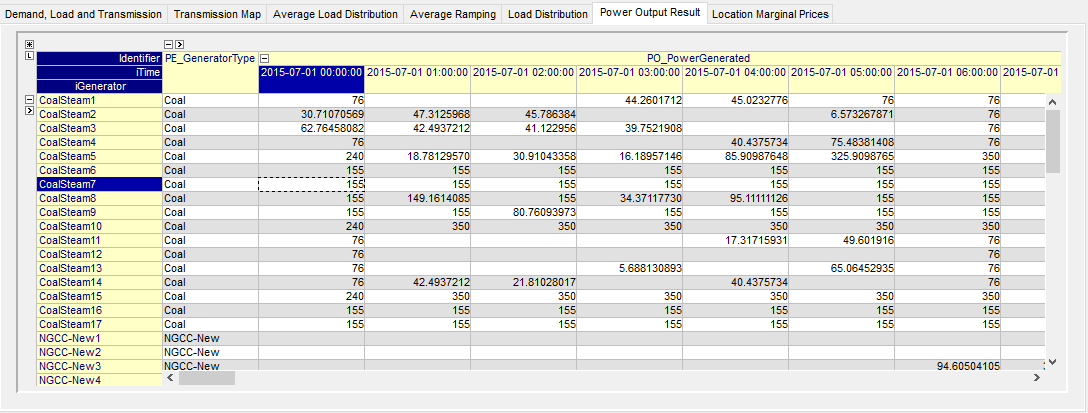 Demand, Load and Transmission Transmission Map Average Load Distribution Average Ramping Load Distribution Power Output Result Location Marginal Prices
Identifier PE_GeneratorType PO_PowerGenerated
iTime 2015-07-01 00:00:00 2015-07-01 01:00:00 2015-07-01 02:00:00 2015-07-01 03:00:00 2015-07-01 04:00:00 2015-07-01 05:00:00 2015-07-01 06:00:00 2015-07-01
iGenerator
CoalSteam1 Coal 76 44.2601712 45.0232776 76 76
CoalSteam2 Coal 30.71070569 47.3125968 45.786384 6.573267871 76
CoalSteam3 Coal 62.76458082 42.4937212 41.122956 39.7521908 76
CoalSteam4 Coal 76 40.4375734 75.48381408 76
CoalSteam5 Coal 240 18.78129570 30.91043358 16.18957146 85.90987648 325.9098765 350
CoalSteam6 Coal 155 155 155 155 155 155 155
CoalSteam7 Coal 155 155 155 155 155 155 155
CoalSteam8 Coal 155 149.1614085 155 34.37117730 95.11111126 155 155
CoalSteam9 Coal 155 155 80.76093973 155 155 155 155
CoalSteam10 Coal 240 350 350 350 350 350 350
CoalSteam11 Coal 76 17.31715931 49.601916 76
CoalSteam12 Coal 76 76
CoalSteam13 Coal 76 5.688130893 65.06452935 76
CoalSteam14 Coal 76 42.4937212 21.81028017 40.4375734 76
CoalSteam15 Coal 240 350 350 350 350 350 350
CoalSteam16 Coal 155 155 155 155 155 155 155
CoalSteam17 Coal 155 155 155 155 155 155 155
NGCC-New1 NGCC-New
NGCC-New2 NGCC-New
NGCC-New3 NGCC-New 94.60504105
NGCC-New4